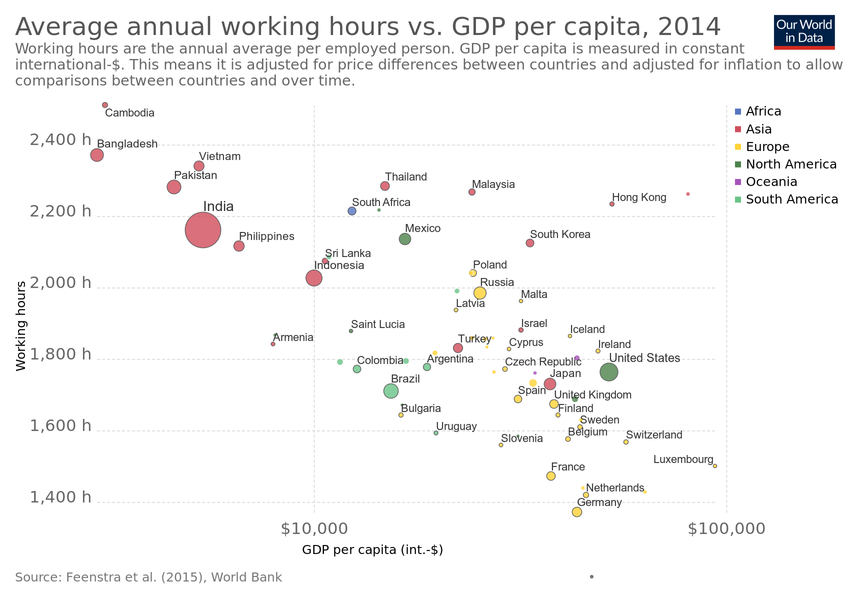 Average annual working hours vs. GDP per capita, 2014
Our World
in Data
Working hours are the annual average per employed person. GDP per capita is measured in constant
international-$. This means it is adjusted for price differences between countries and adjusted for inflation to allow
comparisons between countries and over time.
Cambodia
Africa
Asia
Europe
North America
Oceania
South America
2,400 h
Bangladesh
Vietnam
Pakistan
Thailand
Malaysia
Hong Kong
2,200 h
India
South Africa
Mexico
Philippines
South Korea
Sri Lanka
Indonesia
Poland
Russia
2,000 h
Latvia
Malta
Working hours
Armenia
Saint Lucia
Israel
Iceland
Turkey
Cyprus
Ireland
1,800 h
Colombia
Argentina
Czech Republic
United States
Japan
Brazil
Spain
United Kingdom
Bulgaria
Finland
Uruguay
Sweden
1,600 h
Slovenia
Belgium
Switzerland
France
Luxembourg
Netherlands
1,400 h
Germany
$10,000
$100,000
GDP per capita (int.-$)
Source: Feenstra et al. (2015), World Bank